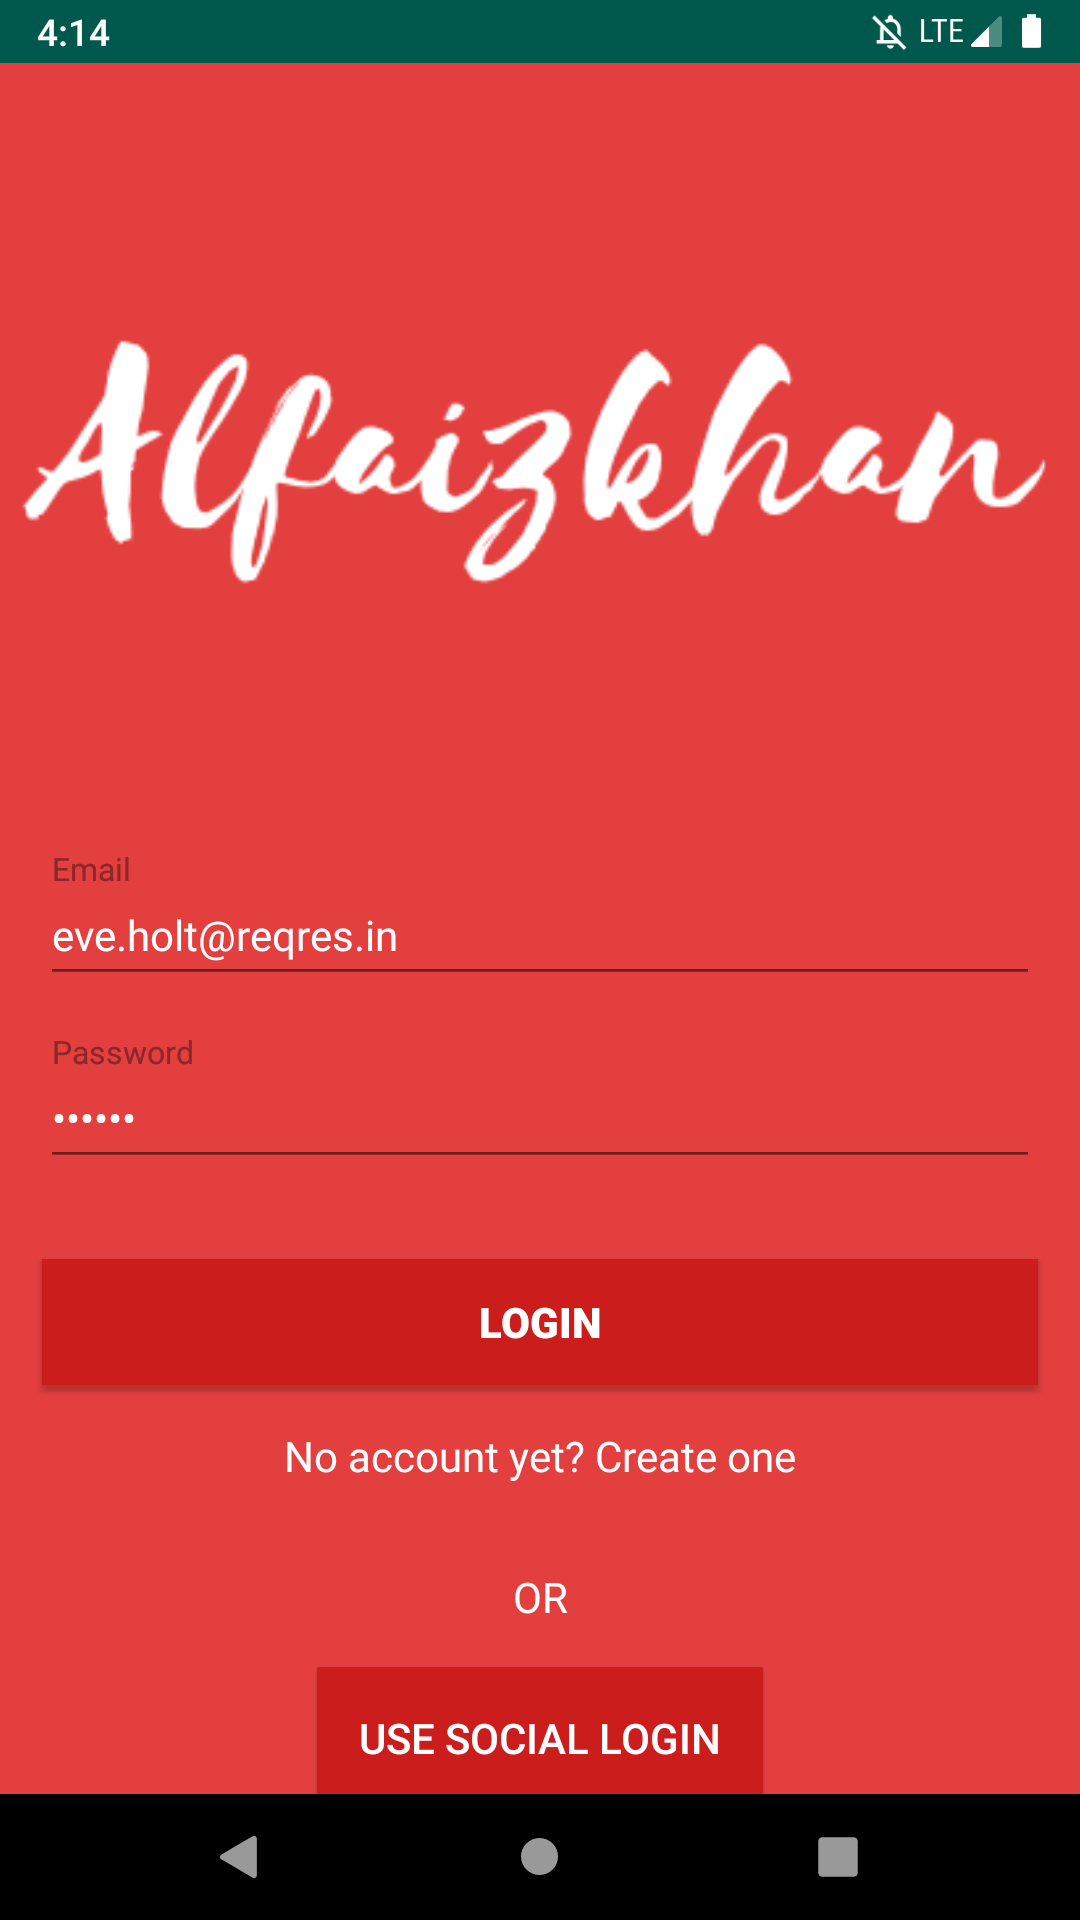 4:14
LTE
Alfaizkhan
Email
eve.holt@reqres.in
Password
••••••
LOGIN
No account yet? Create one
OR
USE SOCIAL LOGIN